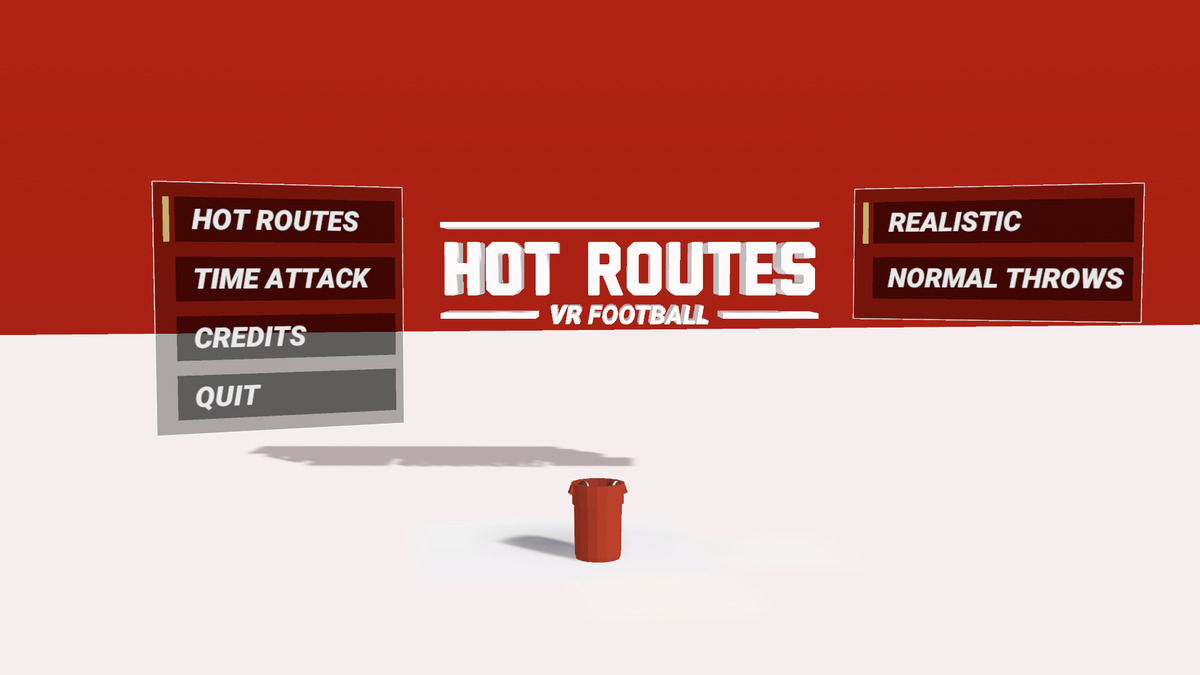 HOT ROUTES
TIME ATTACK
CREDITS
QUIT
HOT ROUTES
VR FOOTBALL
REALISTIC
NORMAL THROWS